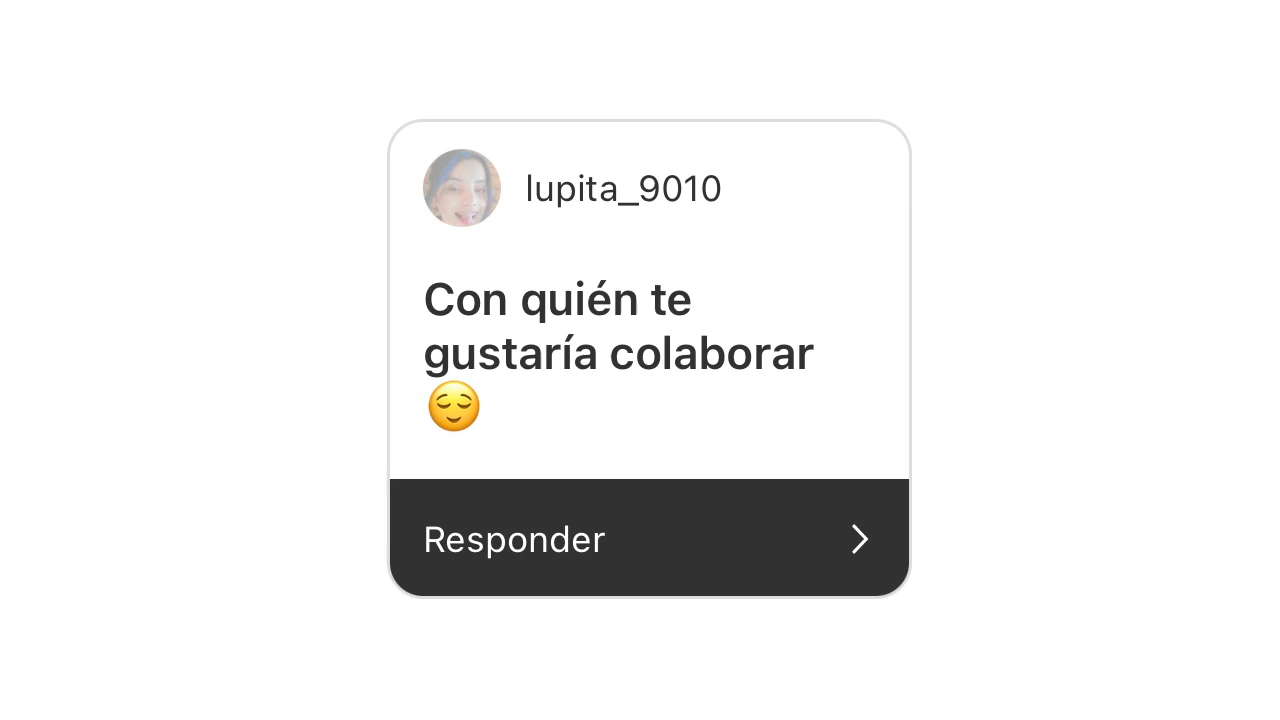 lupita_9010
Con quién te
gustaría colaborar
😌
Responder